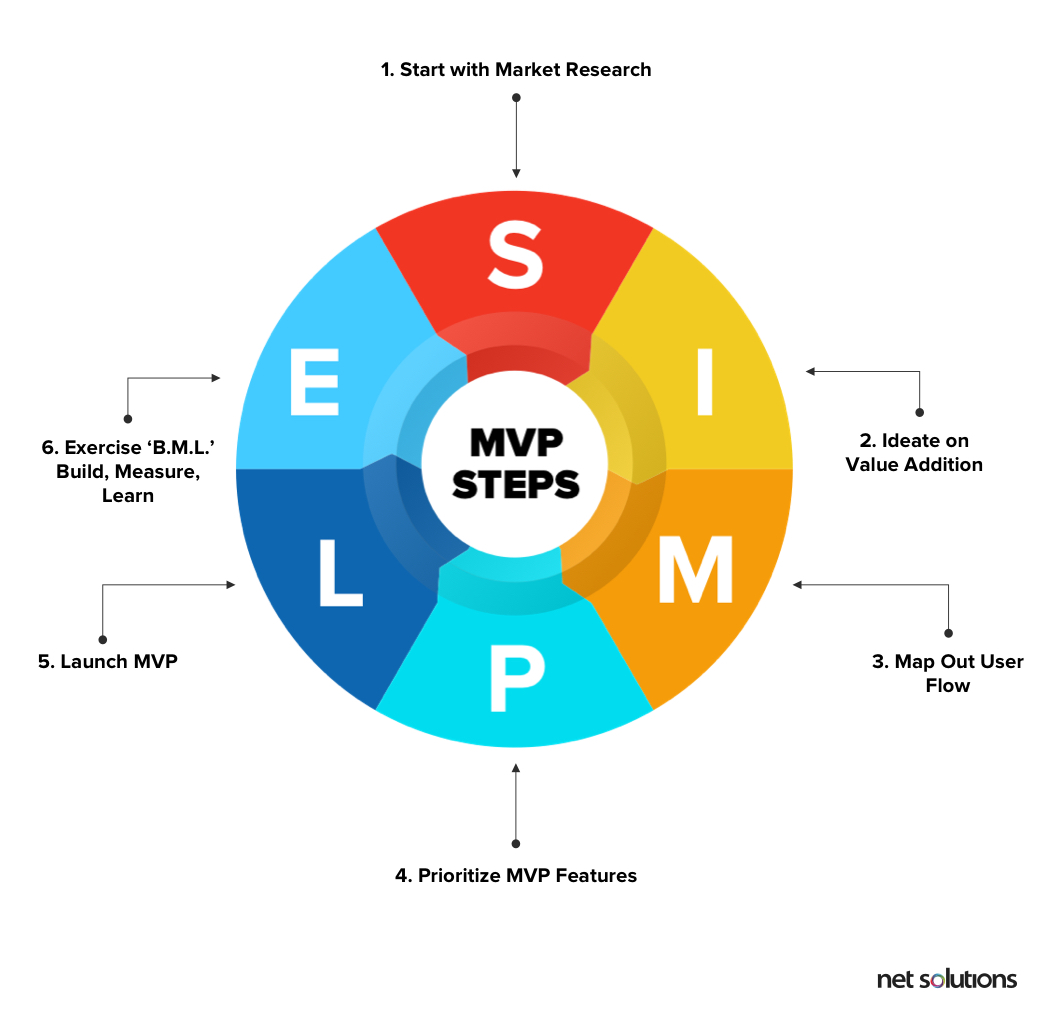 1. Start with Market Research
S
I
M
P
L
E
MVP
STEPS
2. Ideate on
Value Addition
3. Map Out User
Flow
4. Prioritize MVP Features
5. Launch MVP
6. Exercise ‘B.M.L.’
Build, Measure,
Learn
net solutions